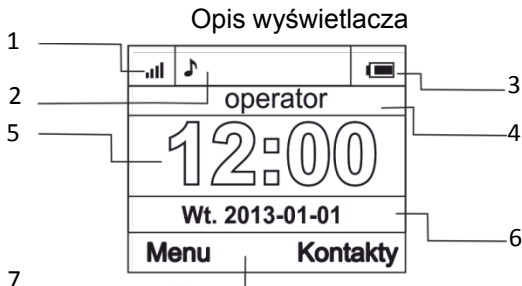 Opis wyświetlacza
1
2
3
operator
4
5
12:00
Wt. 2013-01-01
6
Menu Kontakty
7